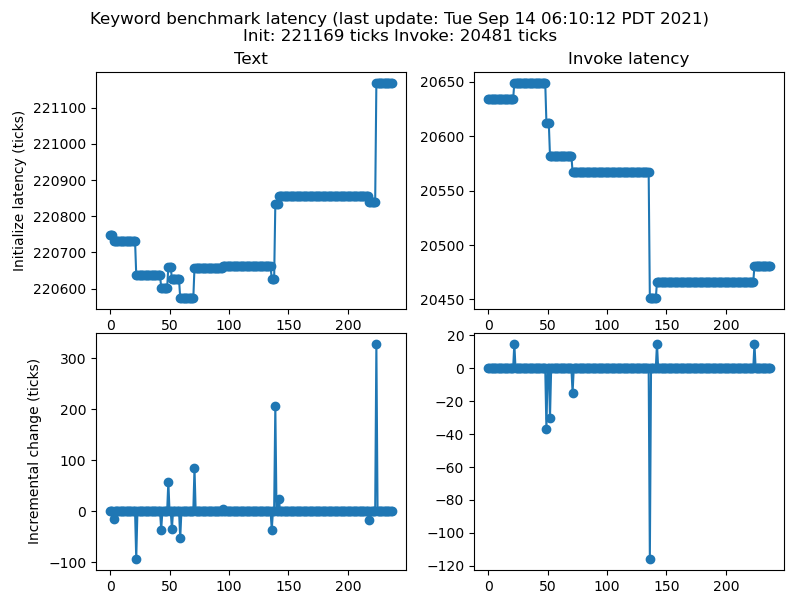 Keyword benchmark latency (last update: Tue Sep 14 06:10:12 PDT 2021)
Init: 221169 ticks Invoke: 20481 ticks
Text
Invoke latency
Initialize latency (ticks)
221100
221000
220900
220800
220700
220600
0 50 100 150 200
20650
20600
20550
20500
20450
0 50 100 150 200
Incremental change (ticks)
300
200
100
0
−100
0 50 100 150 200
20
0
−20
−40
−60
−80
−100
−120
0 50 100 150 200